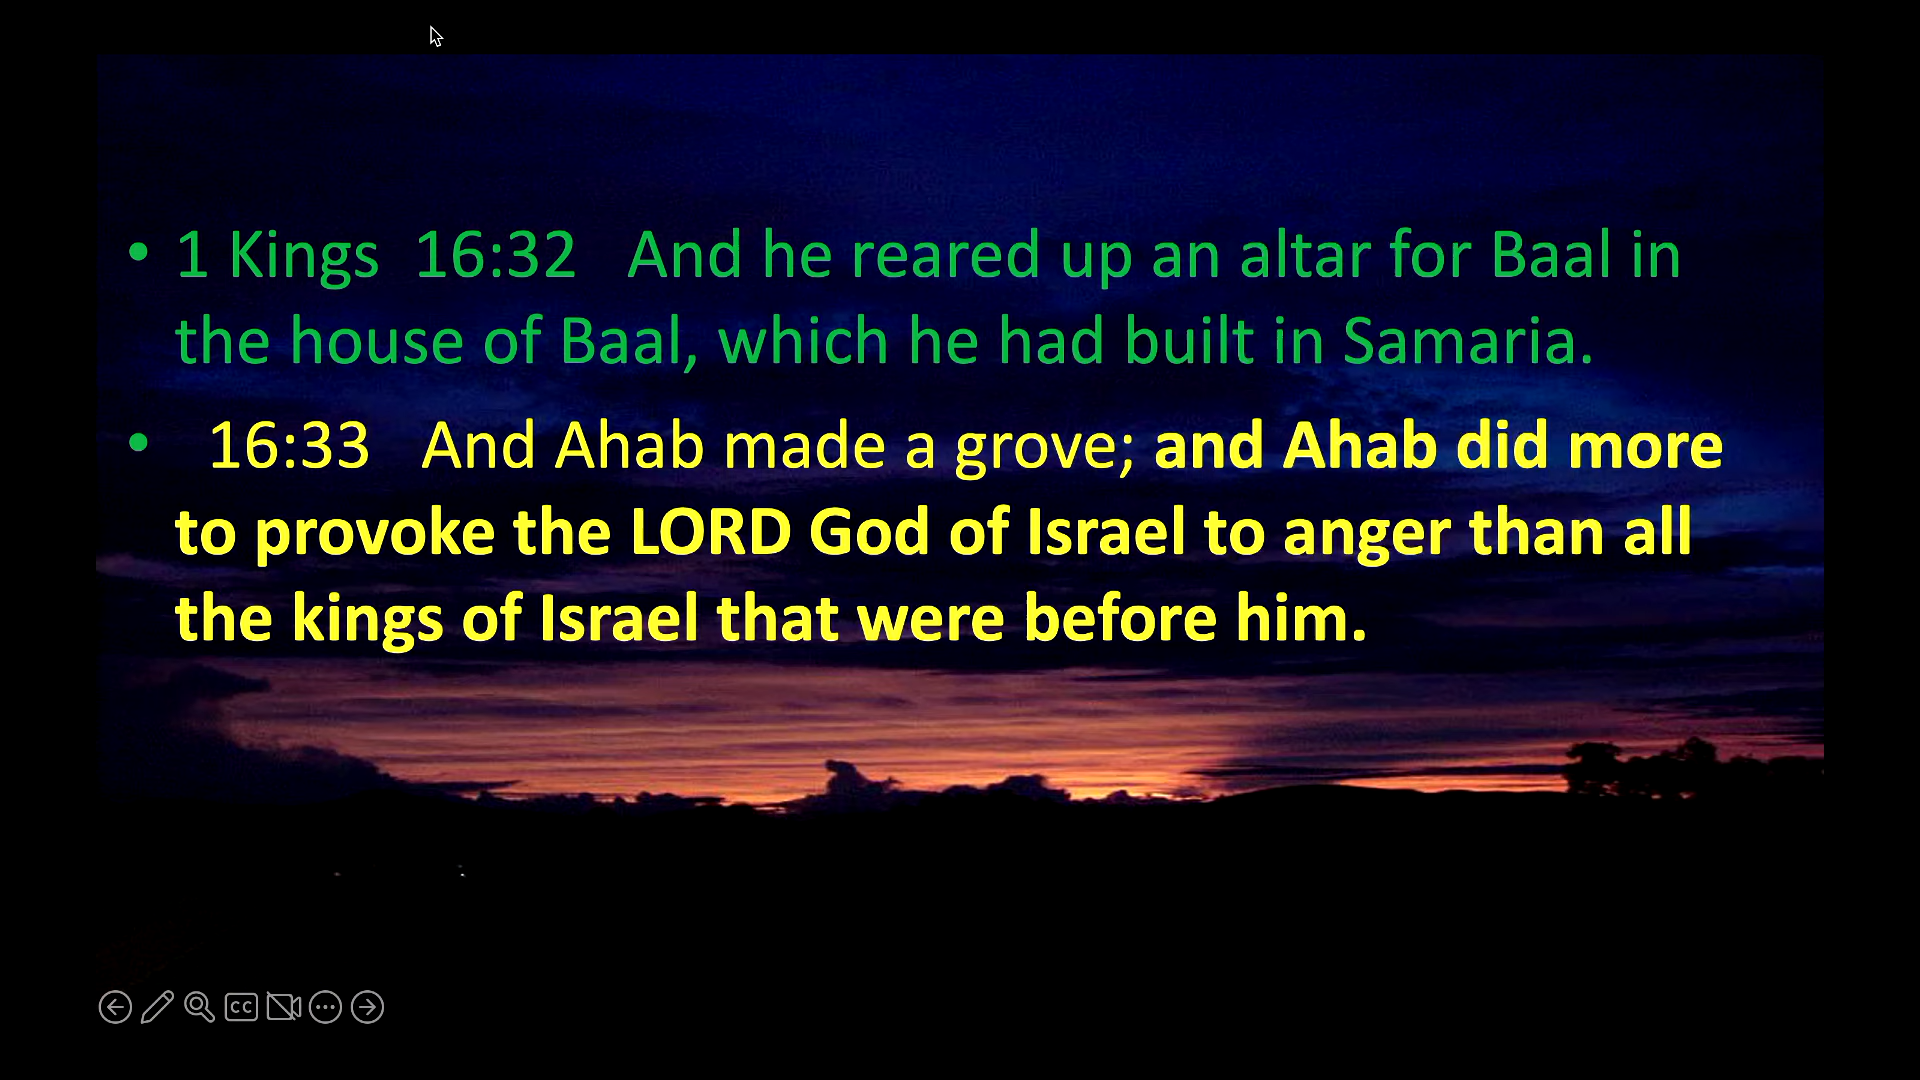 • 1 Kings  16:32   And he reared up an altar for Baal in
the house of Baal, which he had built in Samaria.
•   16:33   And Ahab made a grove; and Ahab did more
to provoke the LORD God of Israel to anger than all
the kings of Israel that were before him.
CC